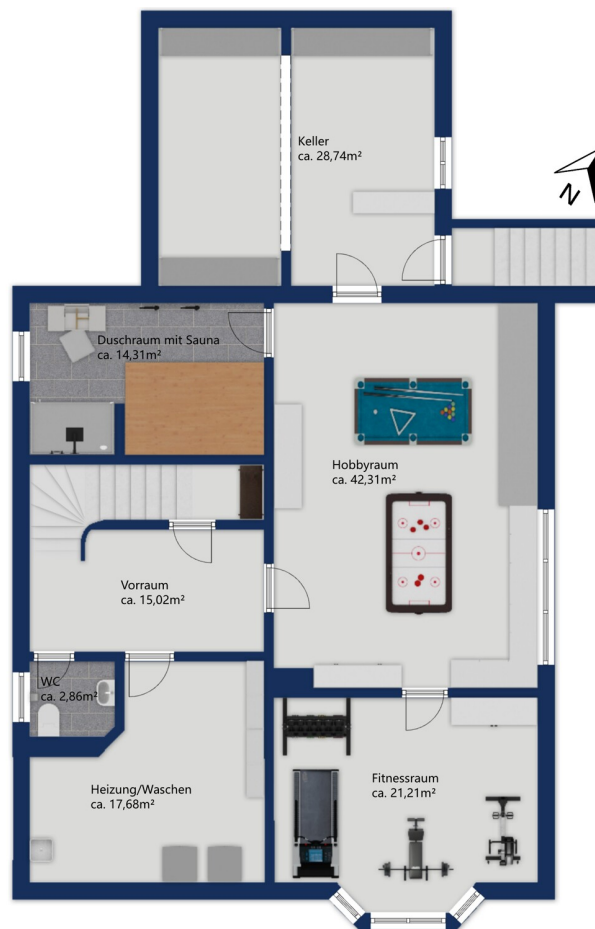 Keller
ca. 28,74m²
N
Duschraum mit Sauna
ca. 14,31m²
Hobbyraum
ca. 42,31m²
Vorraum
ca. 15,02m²
WC
ca. 2,86m²
Heizung/Waschen
ca. 17,68m²
Fitnessraum
ca. 21,21m²